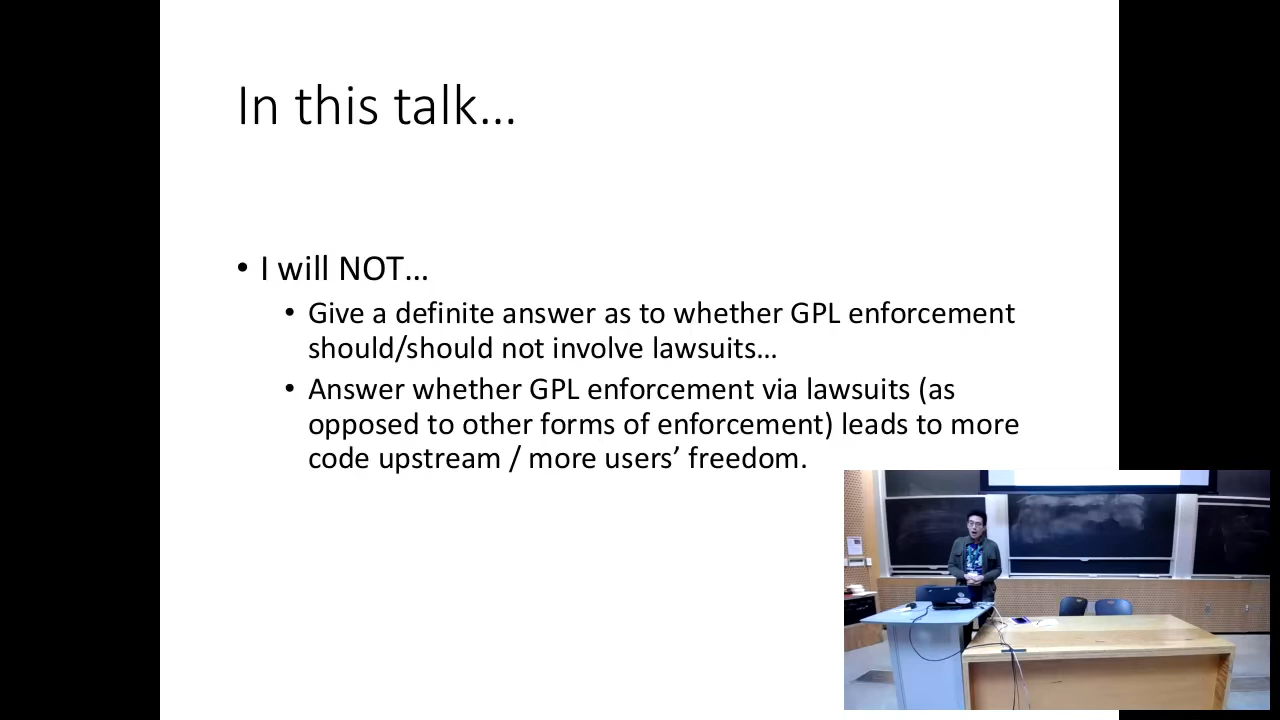 In this talk…
• I will NOT…
• Give a definite answer as to whether GPL enforcement
should/should not involve lawsuits…
• Answer whether GPL enforcement via lawsuits (as
opposed to other forms of enforcement) leads to more
code upstream / more users’ freedom.